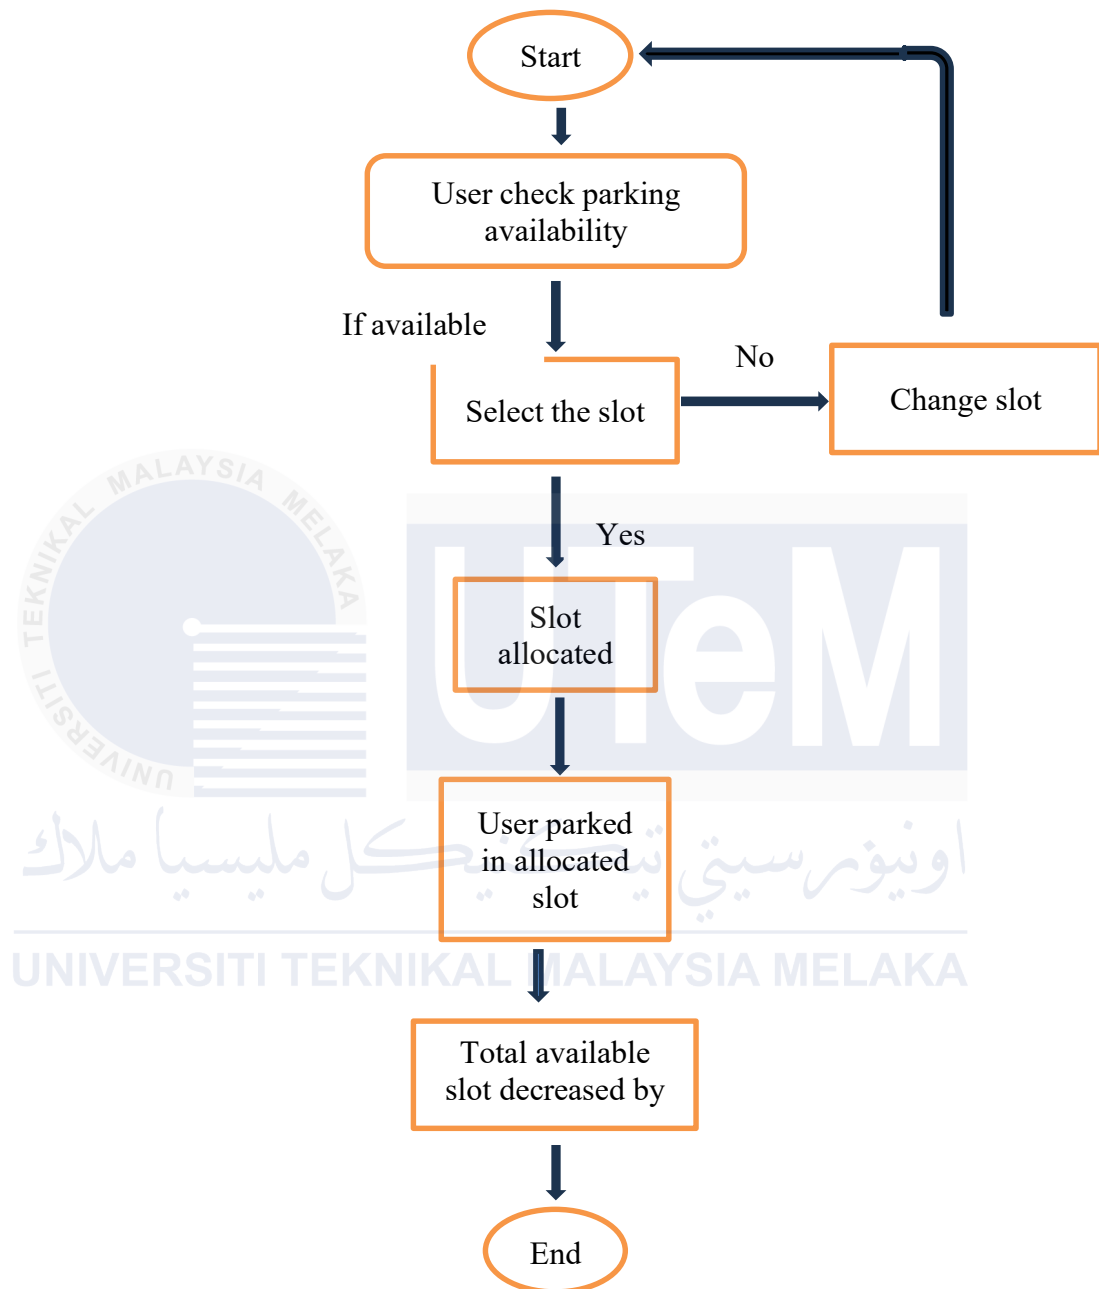 Start
User check parking
availability
If available
No
Select the slot
Change slot
Yes
Slot
allocated
User parked
in allocated
slot
Total available
slot decreased by
End
UNIVERSITI TEKNIKAL MALAYSIA MELAKA
UTeM
اونيۏرسيتي تيكنيكل مليسيا ملاك
UNIVERSITI TEKNIKAL MALAYSIA MELAKA